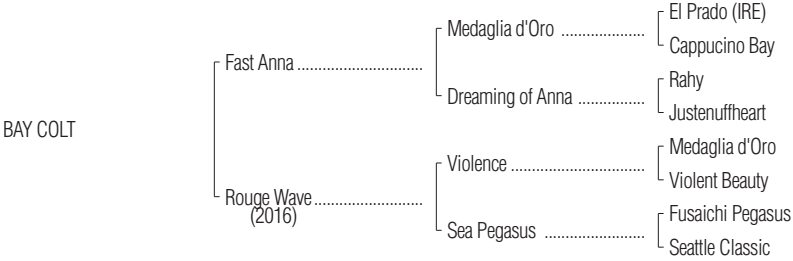 El Prado (IRE)
Medaglia d'Oro ....................
Cappucino Bay
Fast Anna ..............................
Rahy
Dreaming of Anna ................
Justenuffheart
BAY COLT
Medaglia d'Oro
Violence ................................
Violent Beauty
Rouge Wave ..........................
(2016)
Fusaichi Pegasus
Sea Pegasus ........................
Seattle Classic